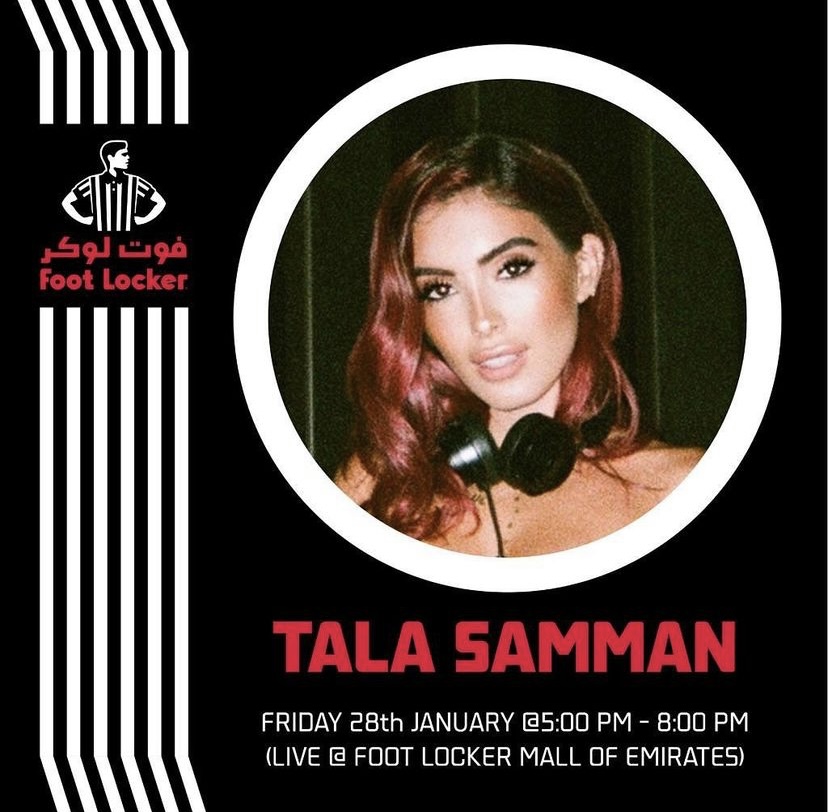 فوت لوكر
Foot Locker
TALA SAMMAN
FRIDAY 28th JANUARY @5:00 PM - 8:00 PM
(LIVE @ FOOT LOCKER MALL OF EMIRATES)